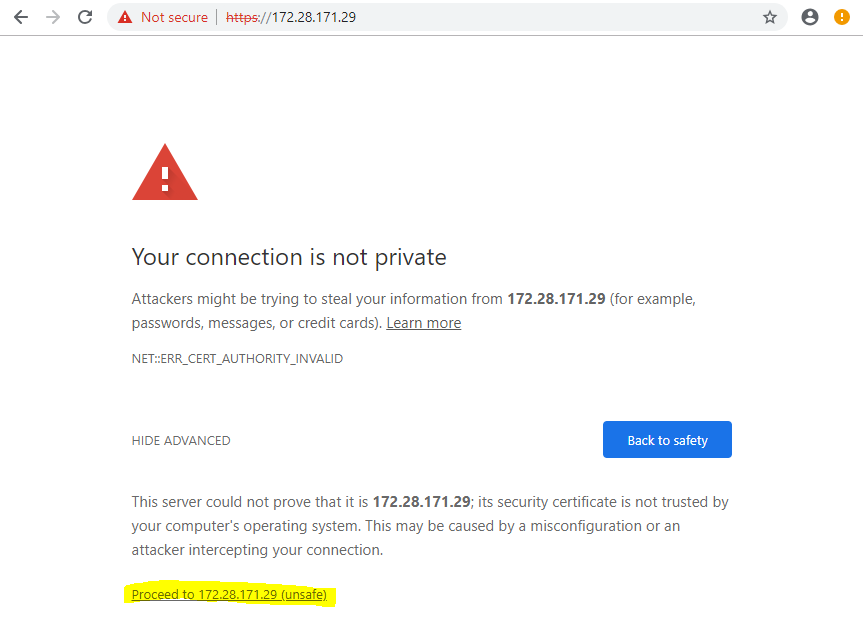 Not secure | https://172.28.171.29
Your connection is not private
Attackers might be trying to steal your information from 172.28.171.29 (for example,
passwords, messages, or credit cards). Learn more
NET::ERR_CERT_AUTHORITY_INVALID
HIDE ADVANCED
Back to safety
This server could not prove that it is 172.28.171.29; its security certificate is not trusted by
your computer's operating system. This may be caused by a misconfiguration or an
attacker intercepting your connection.
Proceed to 172.28.171.29 (unsafe)